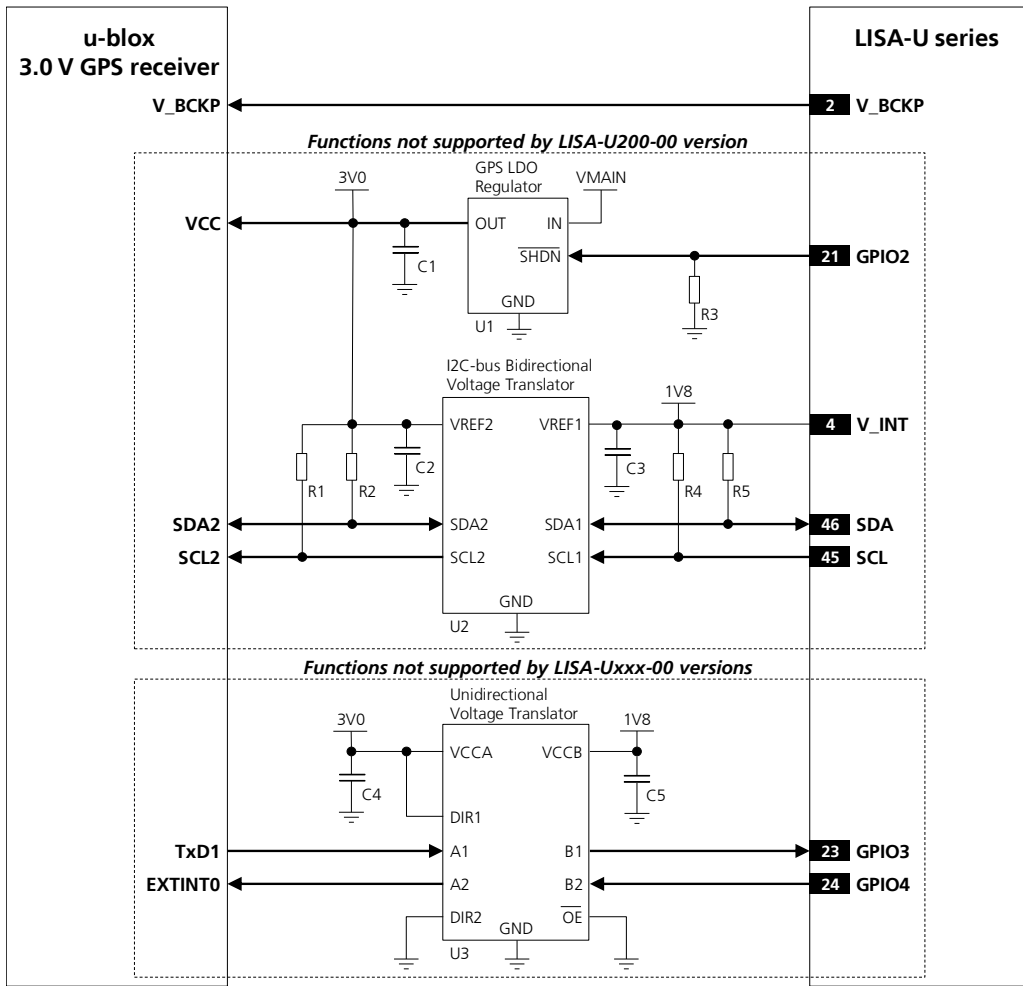 u-blox
3.0 V GPS receiver
LISA-U series
V_BCKP
2 V_BCKP
Functions not supported by LISA-U200-00 version
3V0
GPS LDO
Regulator
VMAIN
VCC
OUT
IN
C1
SHDN
21 GPIO2
GND
R3
U1
I2C-bus Bidirectional
Voltage Translator
1V8
VREF2
VREF1
4 V_INT
R1
R2
C2
C3
R4
R5
SDA2
SDA2
SDA1
46 SDA
SCL2
SCL2
SCL1
45 SCL
GND
U2
Functions not supported by LISA-Uxxx-00 versions
Unidirectional
Voltage Translator
3V0
1V8
VCCA
VCCB
C4
C5
DIR1
TxD1
A1
B1
23 GPIO3
EXTINT0
A2
B2
24 GPIO4
DIR2
OE
GND
U3